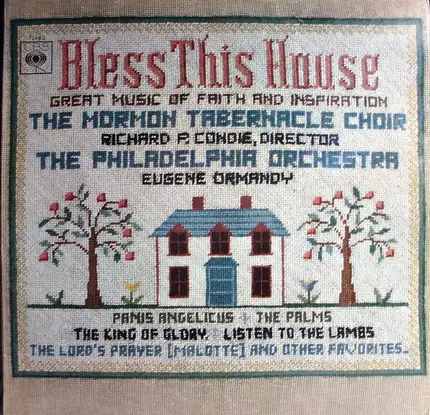 CBS
Bless This House
GREAT MUSIC OF FAITH AND INSPIRATION
THE MORMON TABERNACLE CHOIR
RICHARD P. CONDIE, DIRECTOR
THE PHILADELPHIA ORCHESTRA
EUGENE ORMANDY
PANIS ANGELICUS + THE PALMS
THE KING OF GLORY. LISTEN TO THE LAMBS
THE LORD'S PRAYER [MALOTTE] AND OTHER FAVORITES.